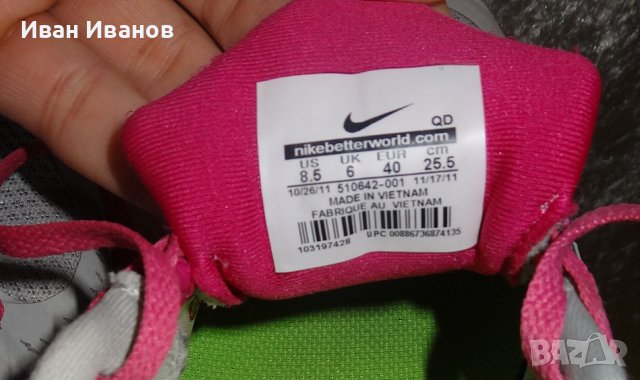 Иван Иванов
QD
nikebetterworld.com
US UK EUR cm
8.5 6 40 25.5
10/26/11 510642-001 11/17/11
MADE IN VIETNAM
FABRIQUE AU VIETNAM
103197428 UPC 00886736874135
BAZAR